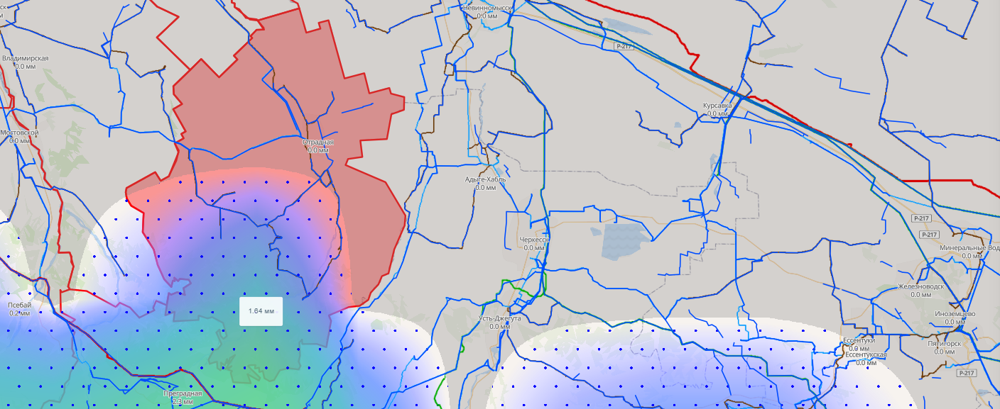 Невинномысск
0.0 мм
Р-217
Владимирская
0.0 мм
Курсавка
0.0 мм
Мостовской
0.0 мм
Отрадная
0.0 мм
Адыге-Хабль
0.0 мм
Р-217
Р-217
Черкесск
0.0 мм
Минеральные Вод
0.0 мм
Железноводск
0.0 мм
Псебай
0.2 мм
1.64 мм
Иноземцево
0.0 мм
Усть-Джегута
0.0 мм
Ессентуки
0.0 мм
Пятигорск
0.0 мм
Ессентукская
0.0 мм
Р-217
Преградная
2.3 мм